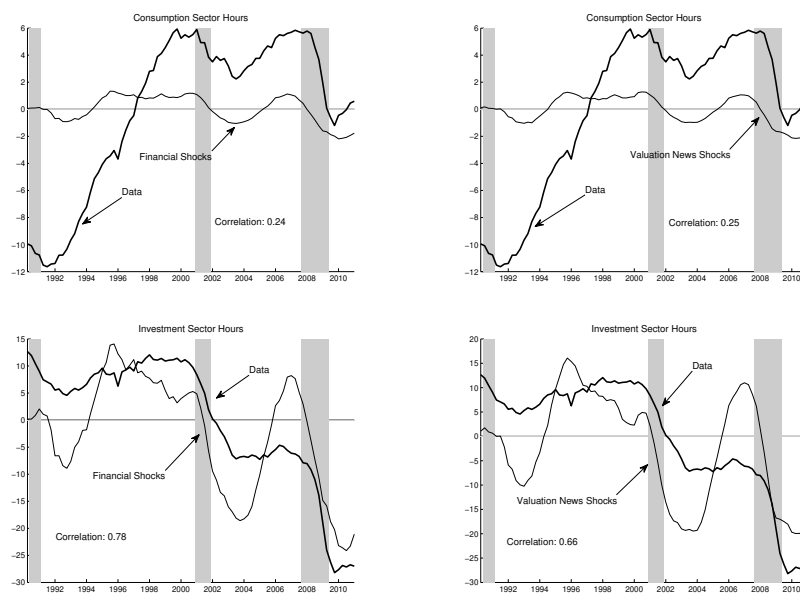 Consumption Sector Hours
6
4
2
0
−2
−4
−6
−8
−10
−12
Financial Shocks
Data
Correlation: 0.24
1992 1994 1996 1998 2000 2002 2004 2006 2008 2010
Consumption Sector Hours
6
4
2
0
−2
−4
−6
−8
−10
−12
Valuation News Shocks
Data
Correlation: 0.25
1992 1994 1996 1998 2000 2002 2004 2006 2008 2010
Investment Sector Hours
15
10
5
0
−5
−10
−15
−20
−25
−30
Data
Financial Shocks
Correlation: 0.78
1992 1994 1996 1998 2000 2002 2004 2006 2008 2010
Investment Sector Hours
20
15
10
5
0
−5
−10
−15
−20
−25
−30
Data
Valuation News Shocks
Correlation: 0.66
1992 1994 1996 1998 2000 2002 2004 2006 2008 2010